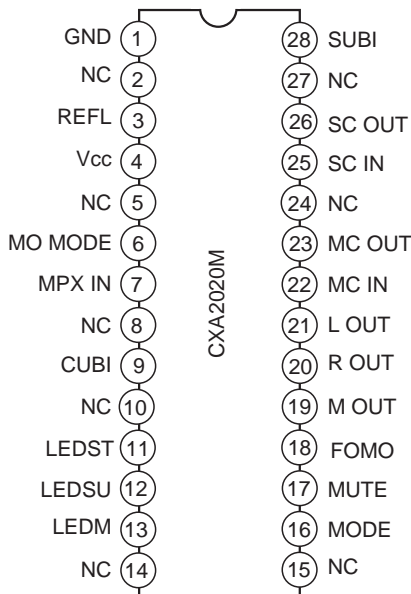 GND 1 28 SUBI
NC 2 27 NC
REFL 3 26 SC OUT
Vcc 4 25 SC IN
NC 5 24 NC
MO MODE 6 23 MC OUT
MPX IN 7 22 MC IN
NC 8 21 L OUT
CUBI 9 20 R OUT
NC 10 19 M OUT
LEDST 11 18 FOMO
LEDSU 12 17 MUTE
LEDM 13 16 MODE
NC 14 15 NC
CXA2020M